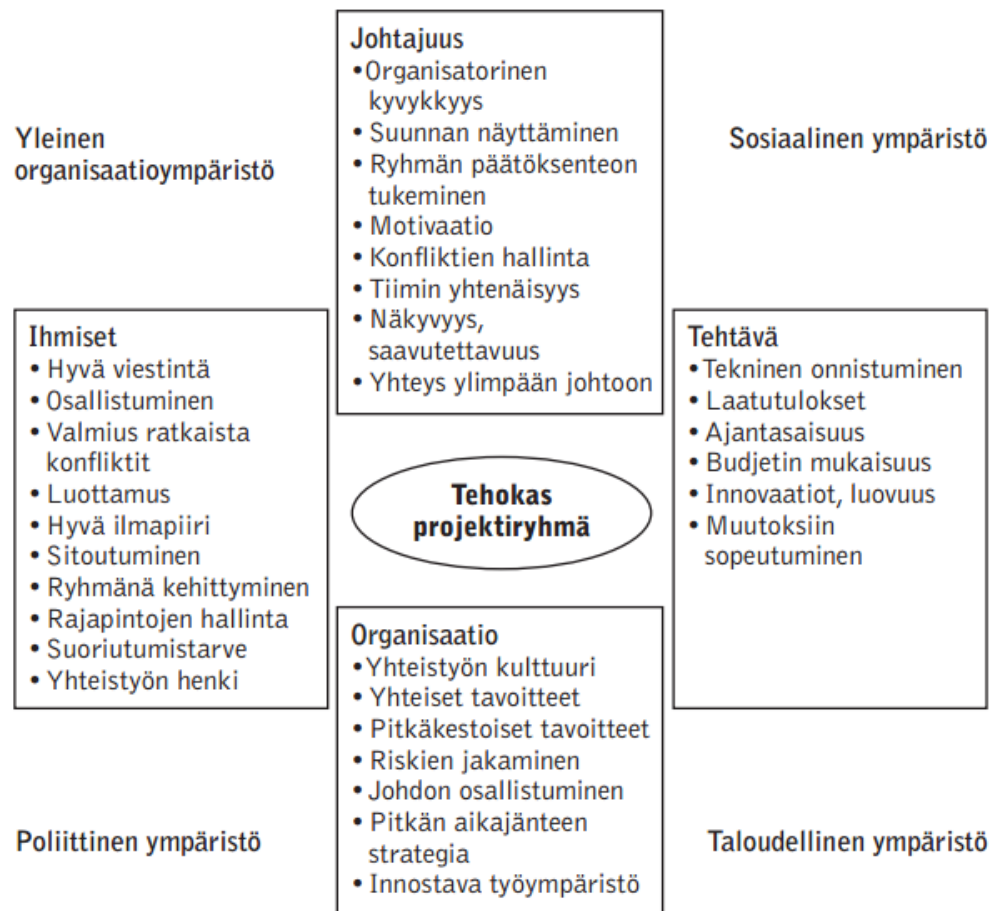 Johtajuus
•Organisatorinen
kyvykkyys
• Suunnan näyttäminen
• Ryhmän päätöksenteon
tukeminen
• Motivaatio
• Konfliktien hallinta
• Tiimin yhtenäisyys
• Näkyvyys,
saavutettavuus
• Yhteys ylimpään johtoon
Yleinen
organisaatioympäristö
Sosiaalinen ympäristö
Ihmiset
• Hyvä viestintä
• Osallistuminen
• Valmius ratkaista
konfliktit
• Luottamus
• Hyvä ilmapiiri
• Sitoutuminen
• Ryhmänä kehittyminen
• Rajapintojen hallinta
• Suoriutumistarve
• Yhteistyön henki
Tehokas
projektiryhmä
Tehtävä
• Tekninen onnistuminen
• Laatutulokset
• Ajantasaisuus
• Budjetin mukaisuus
• Innovaatiot, luovuus
• Muutoksiin
sopeutuminen
Organisaatio
•Yhteistyön kulttuuri
• Yhteiset tavoitteet
• Pitkäkestoiset tavoitteet
• Riskien jakaminen
• Johdon osallistuminen
• Pitkän aikajänteen
strategia
• Innostava työympäristö
Poliittinen ympäristö
Taloudellinen ympäristö